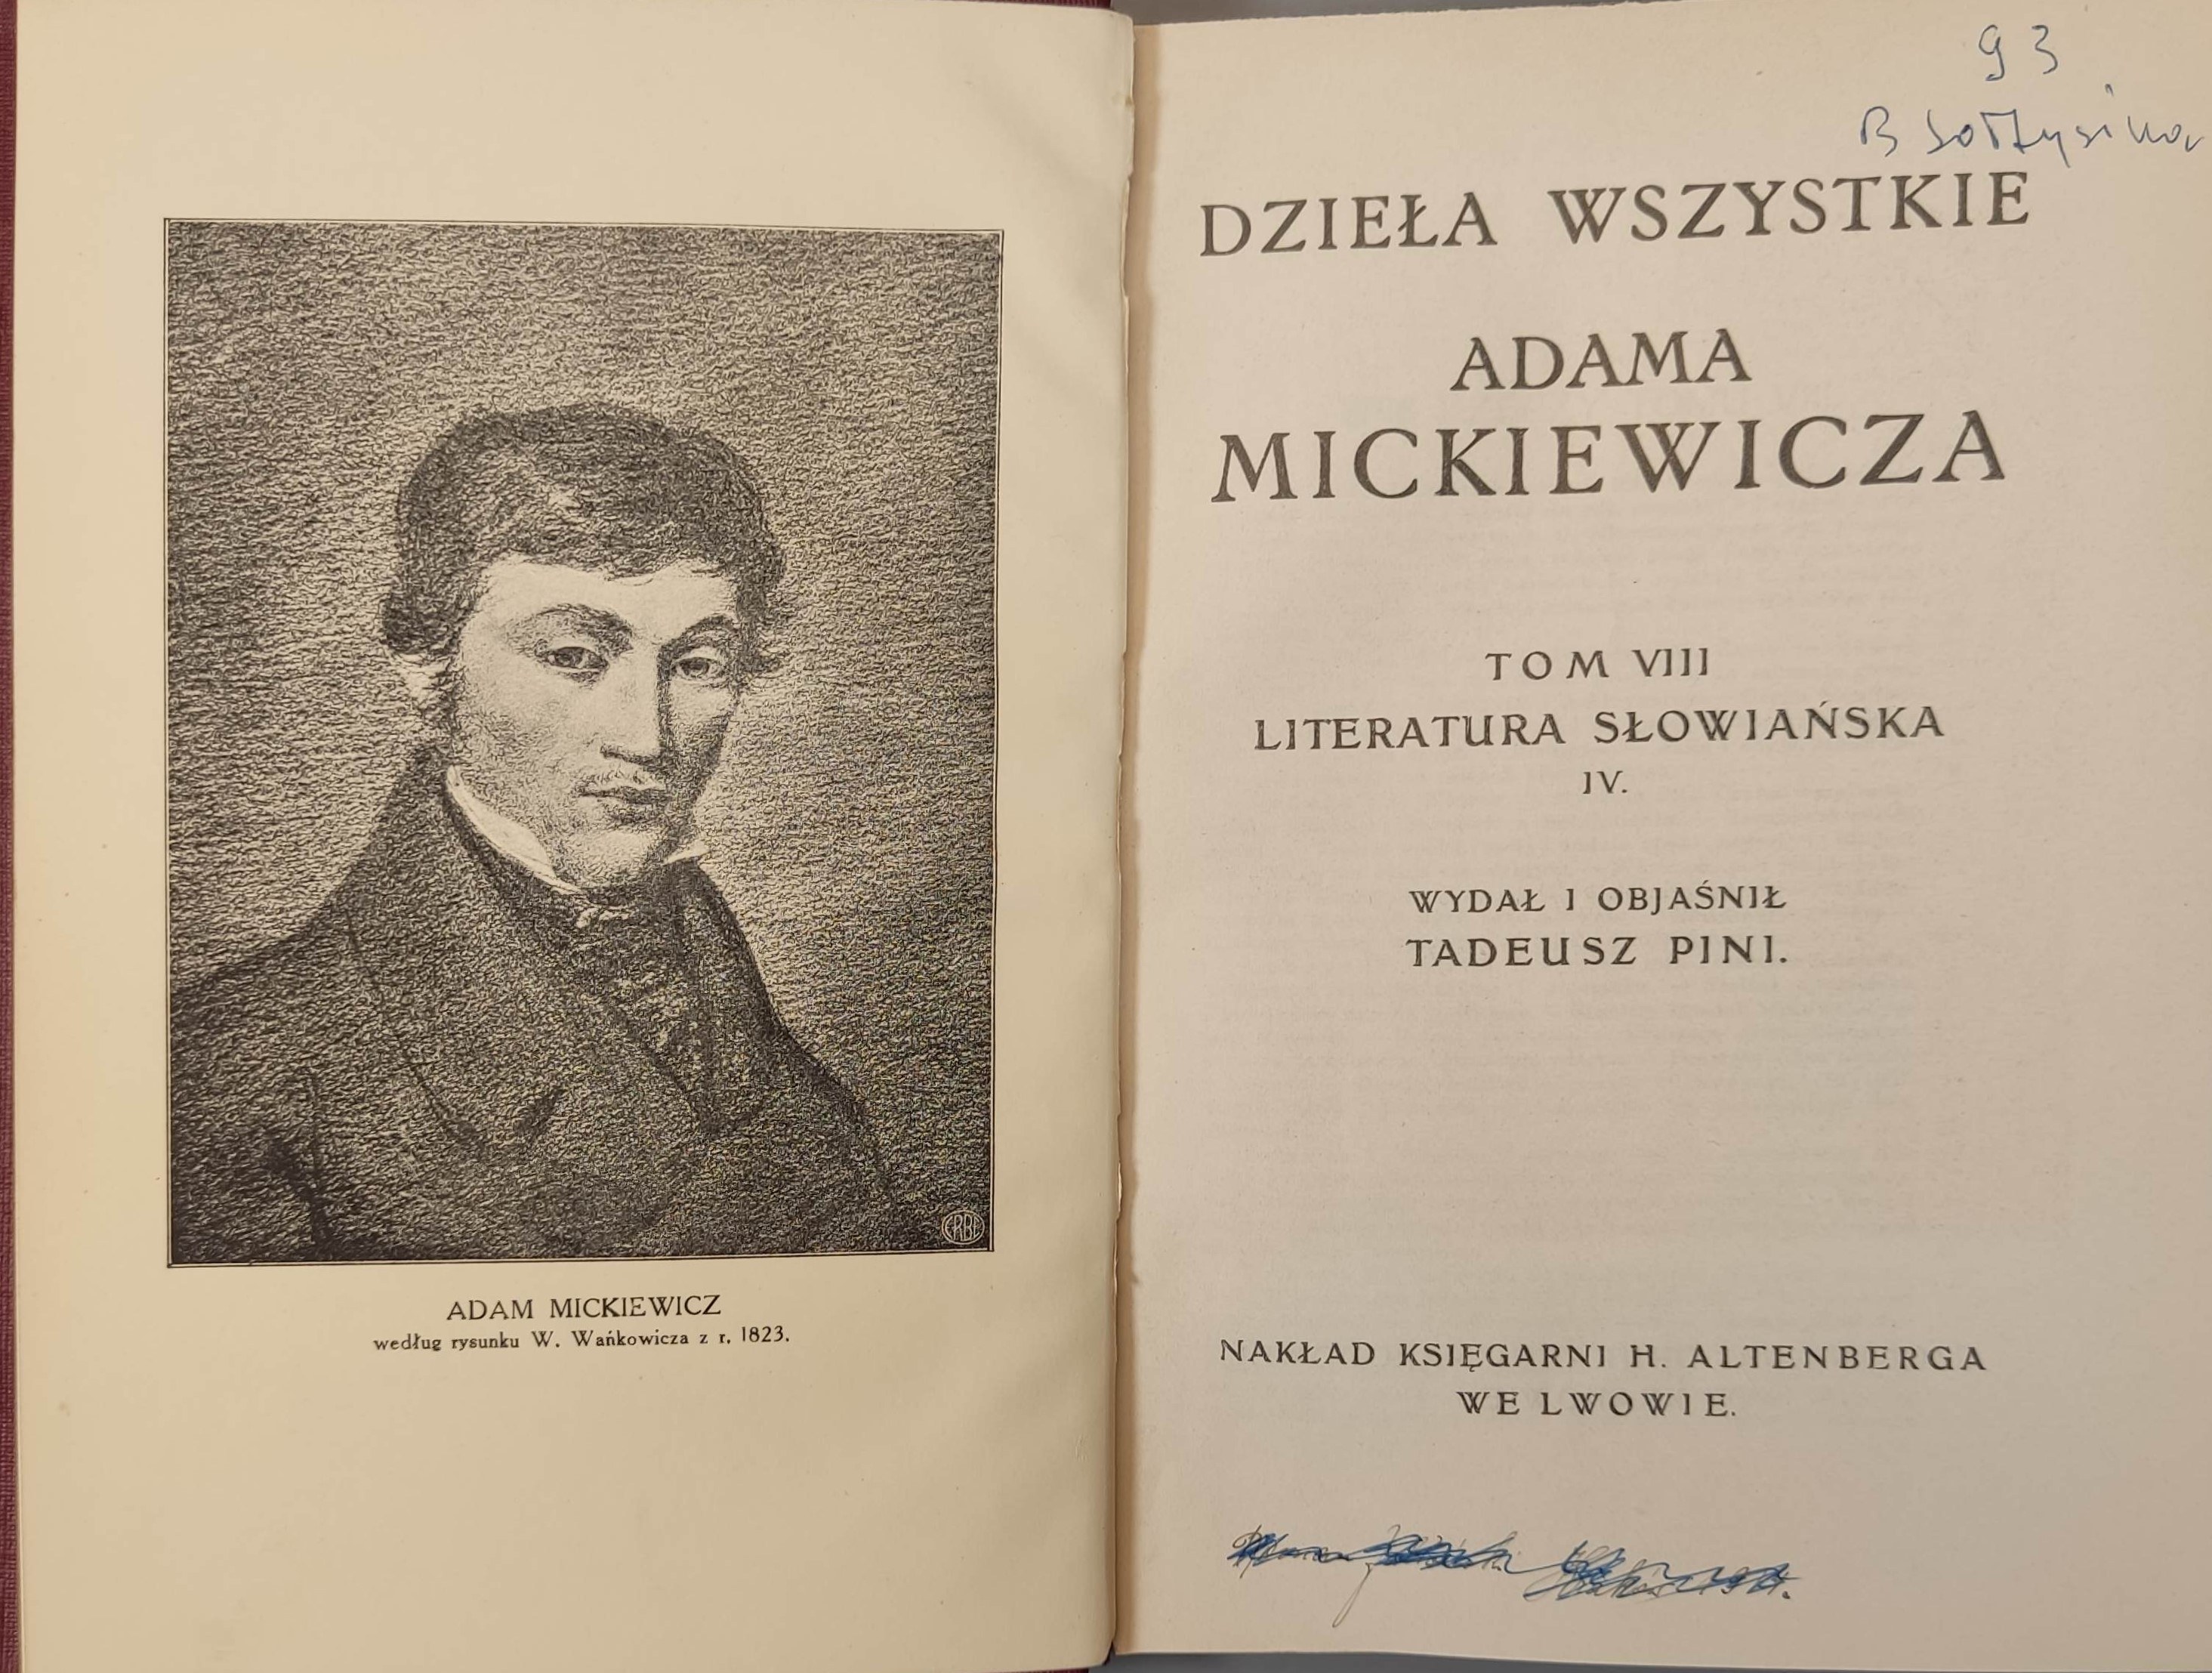 ADAM MICKIEWICZ
według rysunku W. Wańkowicza z r. 1823.
93
DZIEŁA WSZYSTKIE
ADAMA
MICKIEWICZA
TOM VIII
LITERATURA SŁOWIAŃSKA
IV.
WYDAŁ I OBJAŚNIŁ
TADEUSZ PINI.
NAKŁAD KSIĘGARNI H. ALTENBERGA
WE LWOWIE.